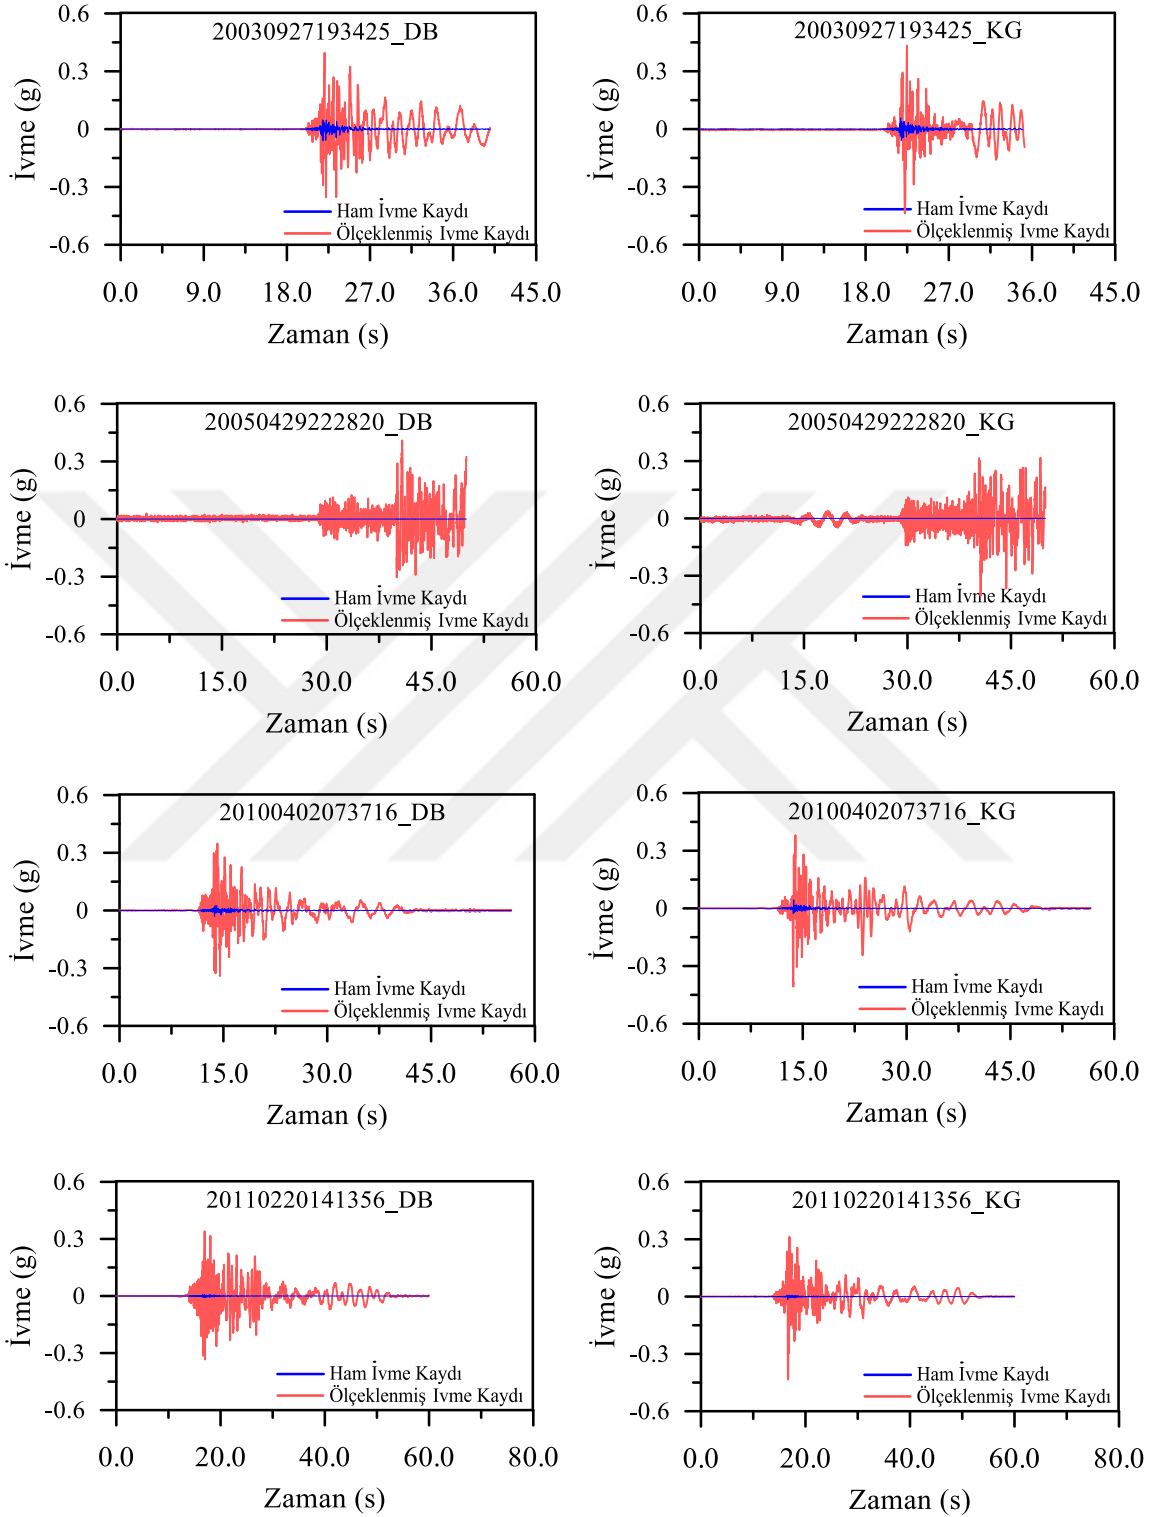 20030927193425_DB
İvme (g)
0.6
0.3
0
-0.3
-0.6
Ham İvme Kaydı
Ölçeklenmiş Ivme Kaydı
0.0 9.0 18.0 27.0 36.0 45.0
Zaman (s)
20030927193425_KG
İvme (g)
0.6
0.3
0
-0.3
-0.6
Ham İvme Kaydı
Ölçeklenmiş Ivme Kaydı
0.0 9.0 18.0 27.0 36.0 45.0
Zaman (s)
20050429222820_DB
İvme (g)
0.6
0.3
0
-0.3
-0.6
Ham İvme Kaydı
Ölçeklenmiş Ivme Kaydı
0.0 15.0 30.0 45.0 60.0
Zaman (s)
20050429222820_KG
İvme (g)
0.6
0.3
0
-0.3
-0.6
Ham İvme Kaydı
Ölçeklenmiş Ivme Kaydı
0.0 15.0 30.0 45.0 60.0
Zaman (s)
20100402073716_DB
İvme (g)
0.6
0.3
0
-0.3
-0.6
Ham İvme Kaydı
Ölçeklenmiş Ivme Kaydı
0.0 15.0 30.0 45.0 60.0
Zaman (s)
20100402073716_KG
İvme (g)
0.6
0.3
0
-0.3
-0.6
Ham İvme Kaydı
Ölçeklenmiş Ivme Kaydı
0.0 15.0 30.0 45.0 60.0
Zaman (s)
20110220141356_DB
İvme (g)
0.6
0.3
0
-0.3
-0.6
Ham İvme Kaydı
Ölçeklenmiş Ivme Kaydı
0.0 20.0 40.0 60.0 80.0
Zaman (s)
20110220141356_KG
İvme (g)
0.6
0.3
0
-0.3
-0.6
Ham İvme Kaydı
Ölçeklenmiş Ivme Kaydı
0.0 20.0 40.0 60.0 80.0
Zaman (s)